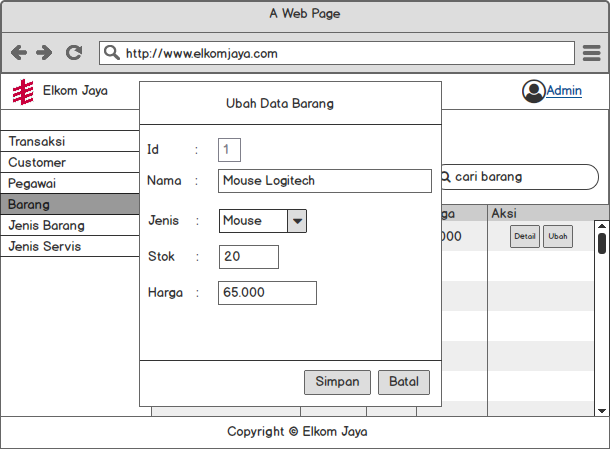 A Web Page
http://www.elkomjaya.com
Elkom Jaya
Admin
Ubah Data Barang
Transaksi
Customer
Pegawai
Barang
Jenis Barang
Jenis Servis
Id : 1
Nama : Mouse Logitech
Jenis : Mouse
Stok : 20
Harga : 65.000
Simpan Batal
cari barang
ga Aksi
000 Detail Ubah
Copyright © Elkom Jaya